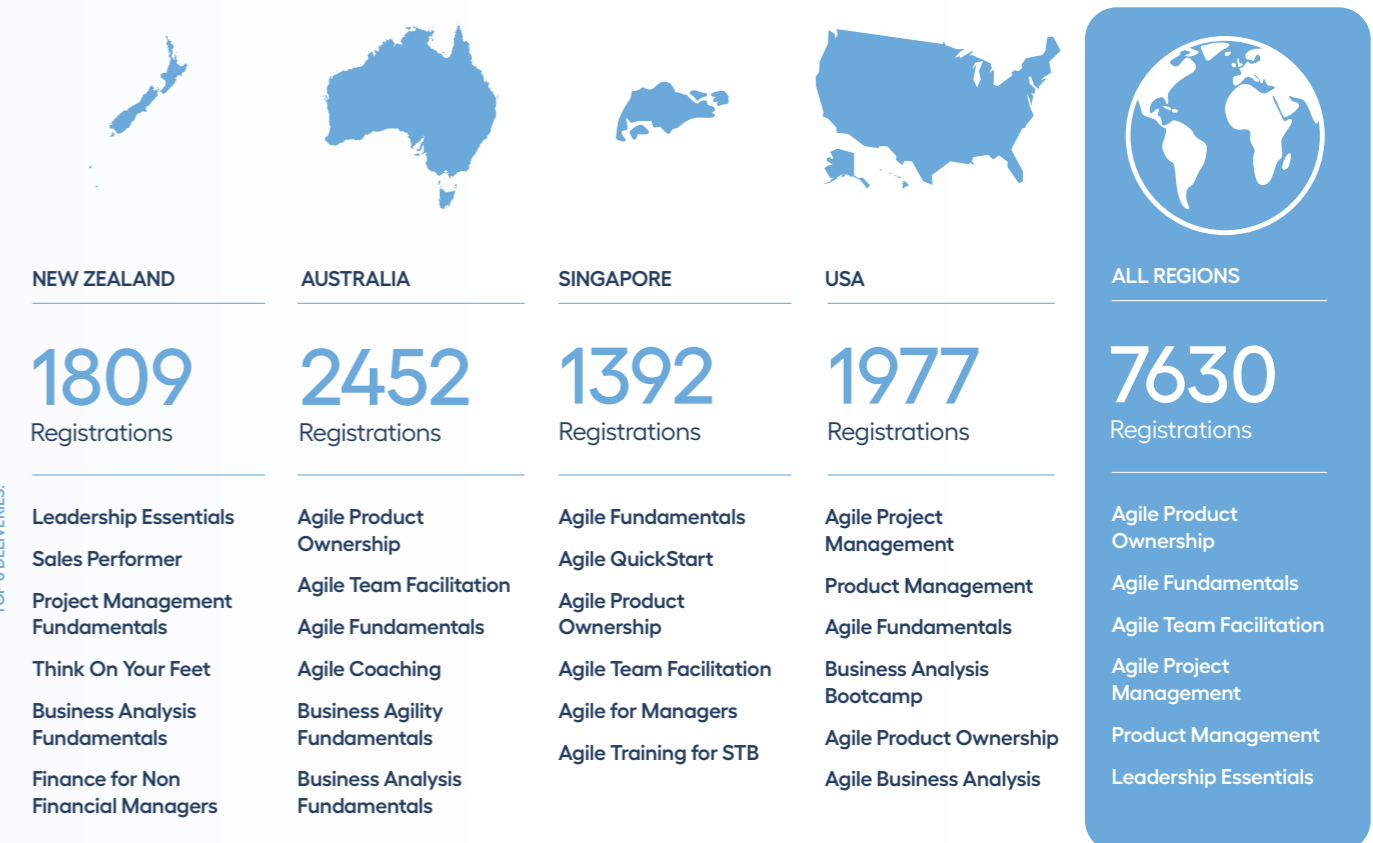 NEW ZEALAND
1809
Registrations
Leadership Essentials
Sales Performer
Project Management
Fundamentals
Think On Your Feet
Business Analysis
Fundamentals
Finance for Non
Financial Managers
AUSTRALIA
2452
Registrations
Agile Product
Ownership
Agile Team Facilitation
Agile Fundamentals
Agile Coaching
Business Agility
Fundamentals
Business Analysis
Fundamentals
SINGAPORE
1392
Registrations
Agile Fundamentals
Agile QuickStart
Agile Product
Ownership
Agile Team Facilitation
Agile for Managers
Agile Training for STB
USA
1977
Registrations
Agile Project
Management
Product Management
Agile Fundamentals
Business Analysis
Bootcamp
Agile Product Ownership
Agile Business Analysis
ALL REGIONS
7630
Registrations
Agile Product
Ownership
Agile Fundamentals
Agile Team Facilitation
Agile Project
Management
Product Management
Leadership Essentials